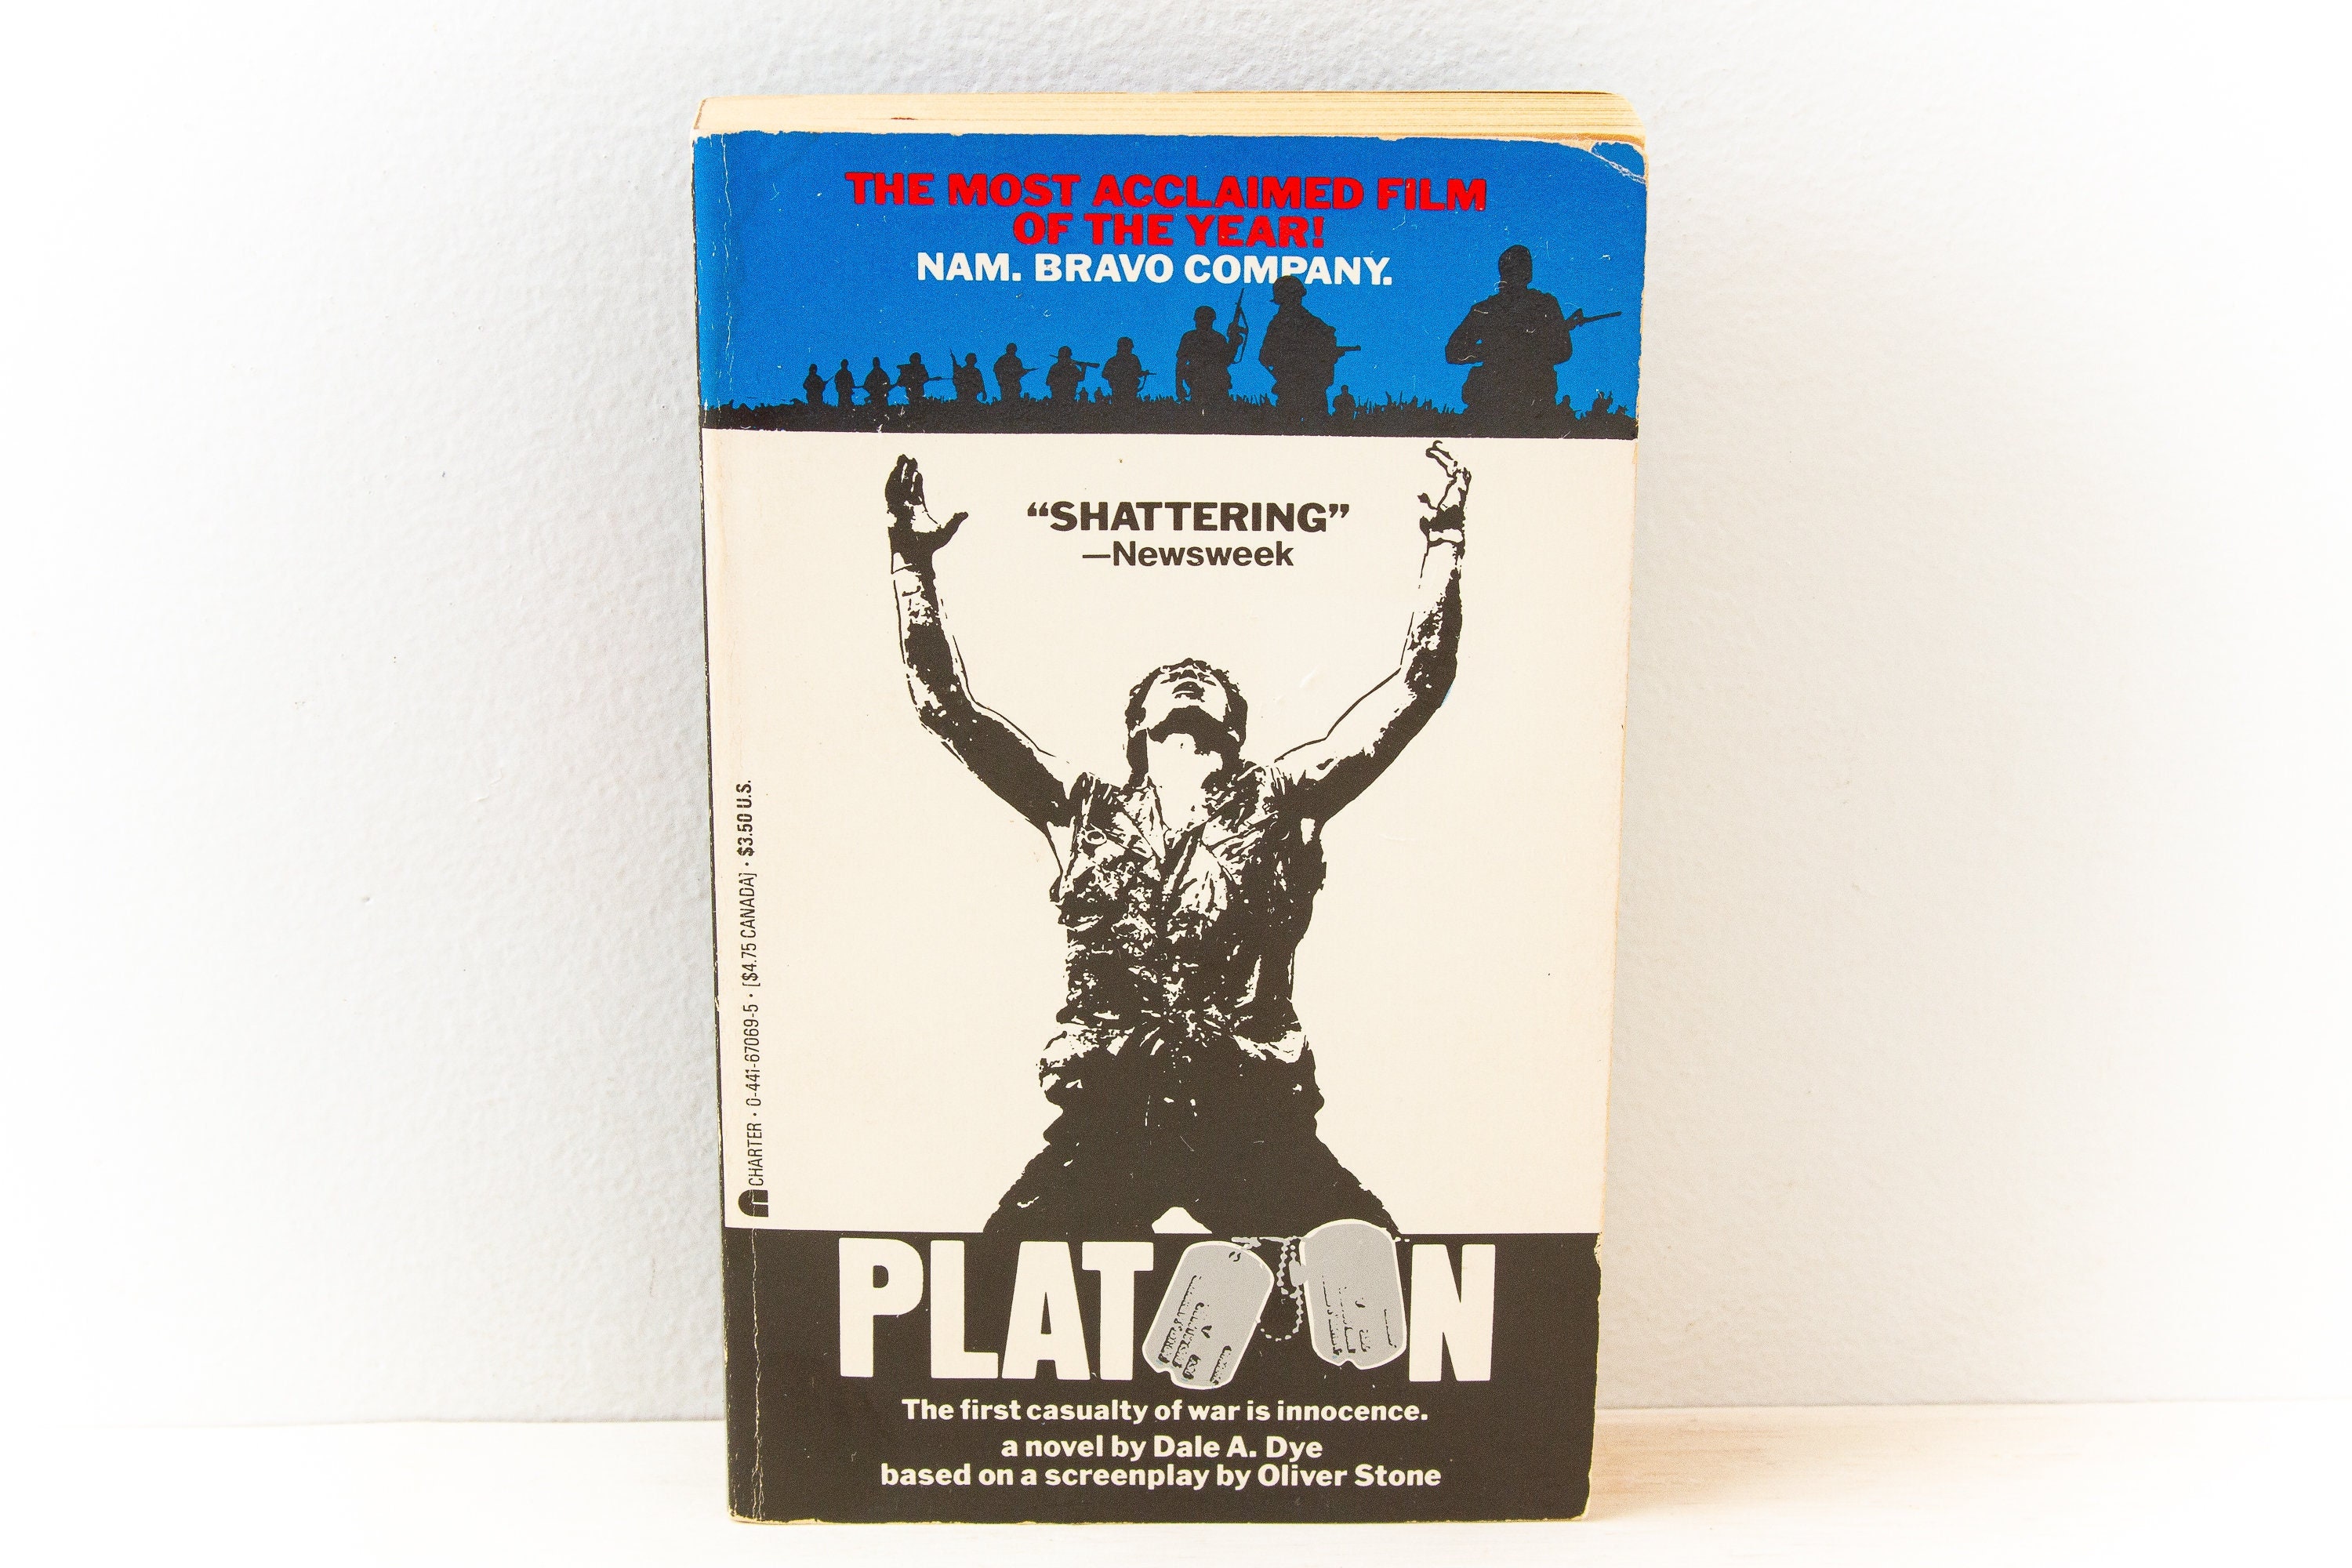 THE MOST ACCLAIMED FILM
OF THE YEAR!
NAM. BRAVO COMPANY.
“SHATTERING”
—Newsweek
CHARTER • 0-441-67069-5 • [$4.75 CANADA] • $3.50 U.S.
PLATOON
The first casualty of war is innocence.
a novel by Dale A. Dye
based on a screenplay by Oliver Stone